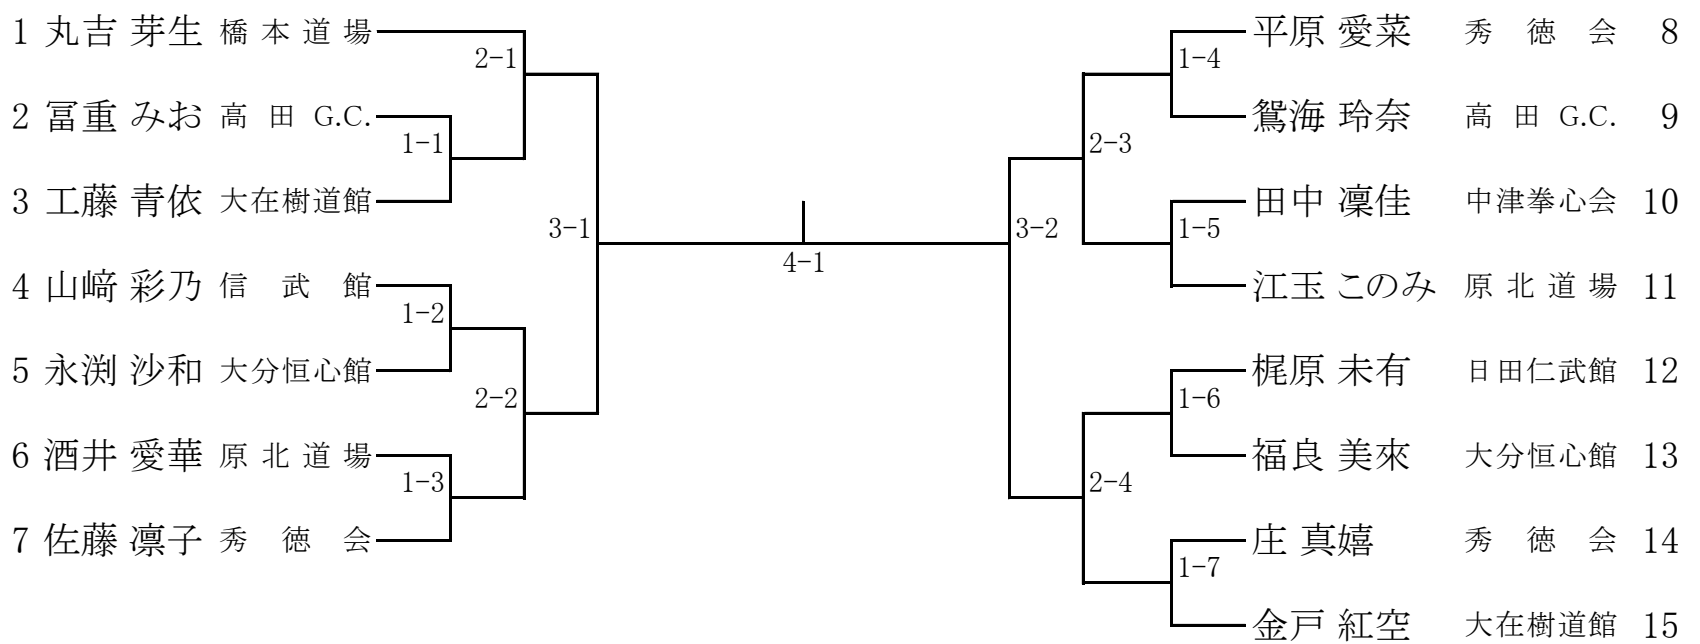 1 丸吉 芽生 橋本道場
2-1
2 冨重 みお 高田 G.C.
1-1
3 工藤 青依 大在樹道館
3-1
4 山﨑 彩乃 信武館
1-2
5 永渕 沙和 大分恒心館
2-2
6 酒井 愛華 原北道場
1-3
7 佐藤 凛子 秀徳会
4-1
平原 愛菜 秀徳会 8
1-4
鴛海 玲奈 高田 G.C. 9
2-3
田中 凜佳 中津拳心会 10
1-5
3-2
江玉 このみ 原北道場 11
梶原 未有 日田仁武館 12
1-6
福良 美來 大分恒心館 13
2-4
庄 真嬉 秀徳会 14
1-7
金戸 紅空 大在樹道館 15